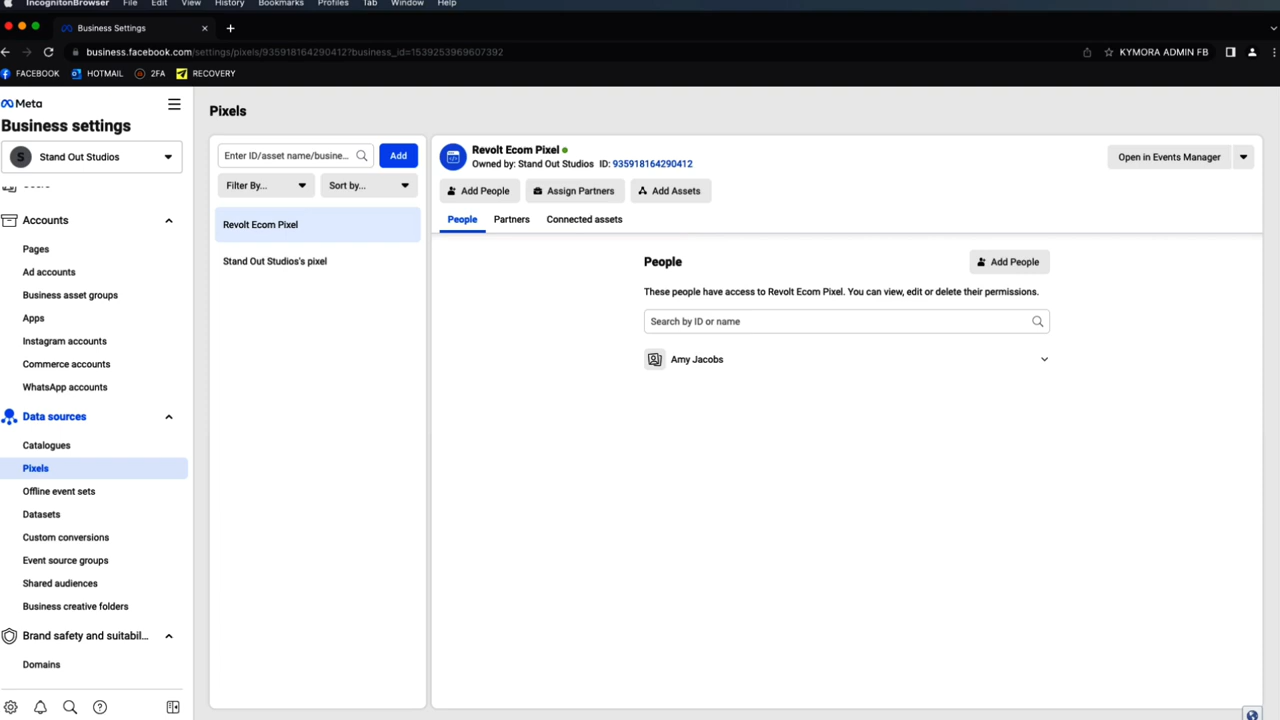 IncognitonBrowser File Edit View History Bookmarks Profiles Tab Window Help
Business Settings
business.facebook.com/settings/pixels/935918164290412?business_id=1539253969607392
KYMORA ADMIN FB
FACEBOOK HOTMAIL 2FA RECOVERY
Meta
Business settings
S Stand Out Studios
Accounts
Pages
Ad accounts
Business asset groups
Apps
Instagram accounts
Commerce accounts
WhatsApp accounts
Data sources
Catalogues
Pixels
Offline event sets
Datasets
Custom conversions
Event source groups
Shared audiences
Business creative folders
Brand safety and suitabil...
Domains
Pixels
Enter ID/asset name/busine... Add
Filter By... Sort by...
Revolt Ecom Pixel
Stand Out Studios's pixel
Revolt Ecom Pixel
Owned by: Stand Out Studios ID: 935918164290412
Open in Events Manager
Add People Assign Partners Add Assets
People Partners Connected assets
People
Add People
These people have access to Revolt Ecom Pixel. You can view, edit or delete their permissions.
Search by ID or name
Amy Jacobs